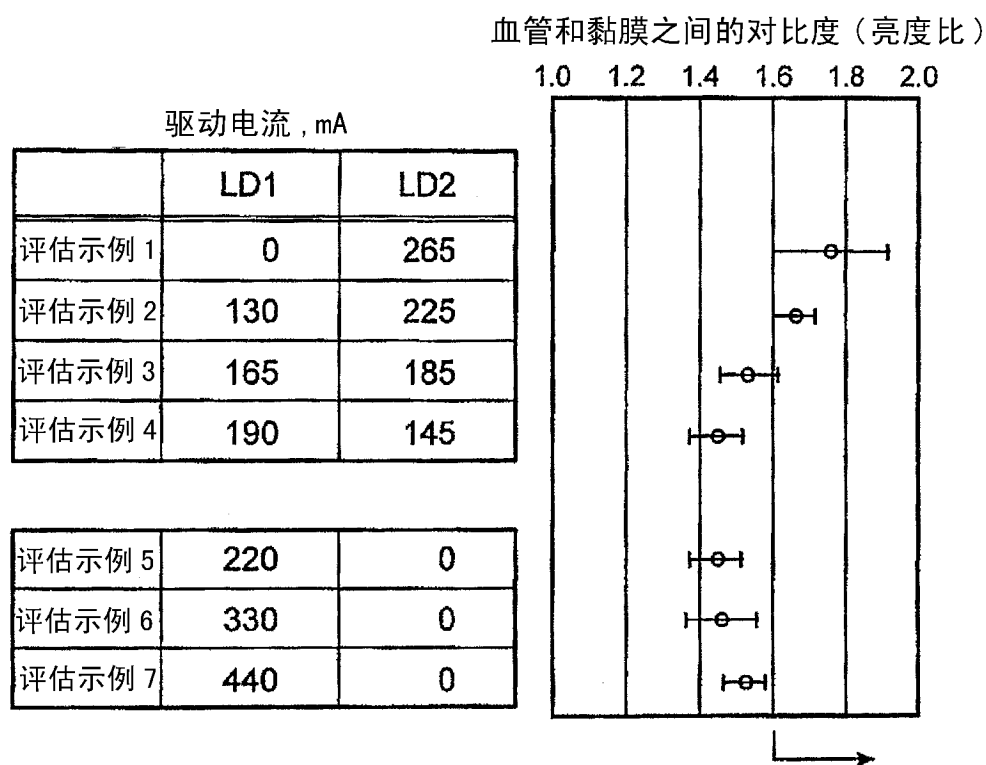 血管和黏膜之间的对比度(亮度比)
1.0 1.2 1.4 1.6 1.8 2.0
驱动电流,mA
LD1 LD2
评估示例 1 0 265
评估示例 2 130 225
评估示例 3 165 185
评估示例 4 190 145
评估示例 5 220 0
评估示例 6 330 0
评估示例 7 440 0